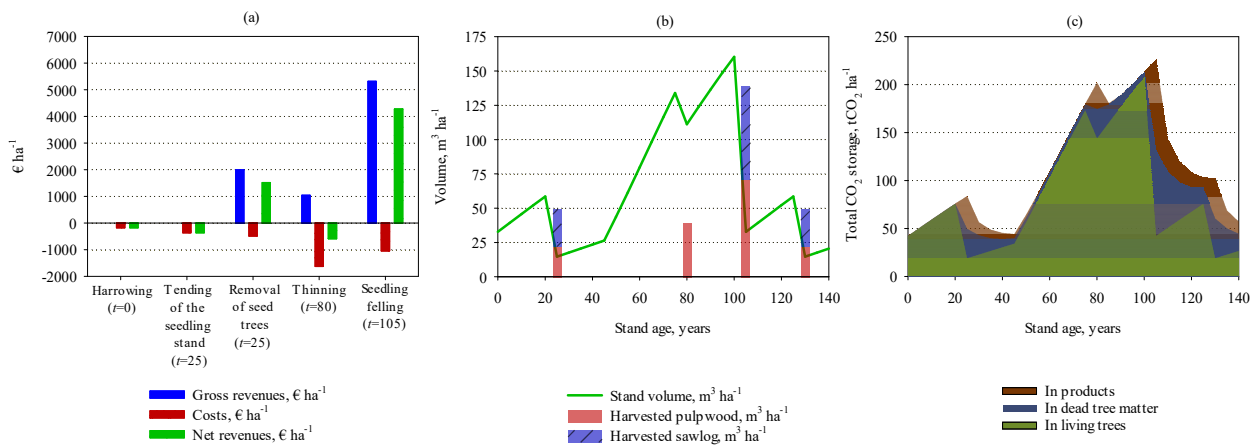 (a)
7000
6000
5000
4000
3000
2000
1000
0
-1000
-2000
€ ha-1
Harrowing
(t=0)
Tending
of the
seedling
stand
(t=25)
Removal
of seed
trees
(t=25)
Thinning
(t=80)
Seedling
felling
(t=105)
Gross revenues, € ha-1
Costs, € ha-1
Net revenues, € ha-1
(b)
175
150
125
100
75
50
25
0
Volume, m3 ha-1
0 20 40 60 80 100 120 140
Stand age, years
Stand volume, m3 ha-1
Harvested pulpwood, m3 ha-1
Harvested sawlog, m3 ha-1
(c)
250
200
150
100
50
0
Total CO2 storage, tCO2 ha-1
0 20 40 60 80 100 120 140
Stand age, years
In products
In dead tree matter
In living trees